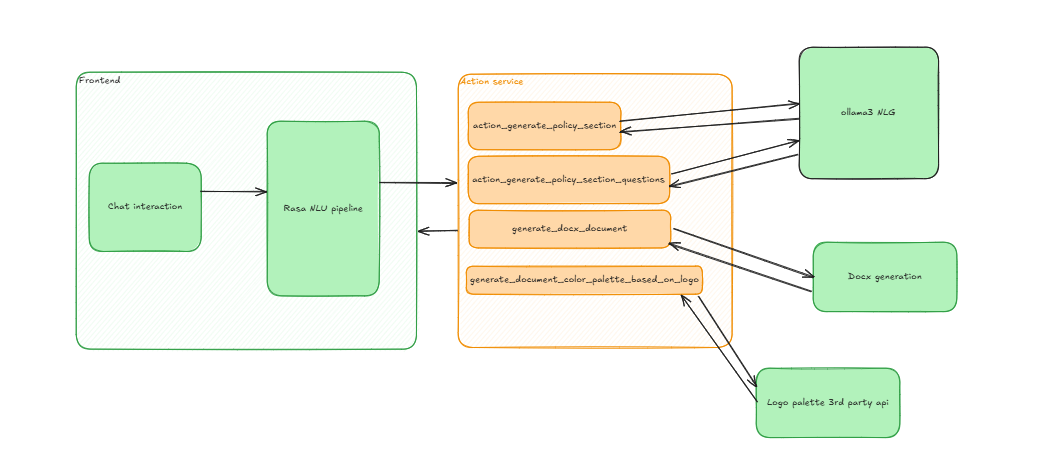 Frontend
Chat interaction
Rasa NLU pipeline
Action service
action_generate_policy_section
action_generate_policy_section_questions
generate_docx_document
generate_document_color_palette_based_on_logo
ollama3 NLG
Docx generation
Logo palette 3rd party api